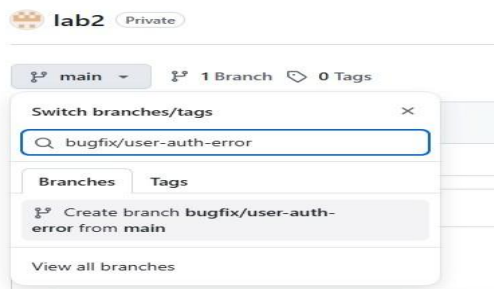 lab2 Private
main 1 Branch 0 Tags
Switch branches/tags
bugfix/user-auth-error
Branches Tags
Create branch bugfix/user-auth-
error from main
View all branches